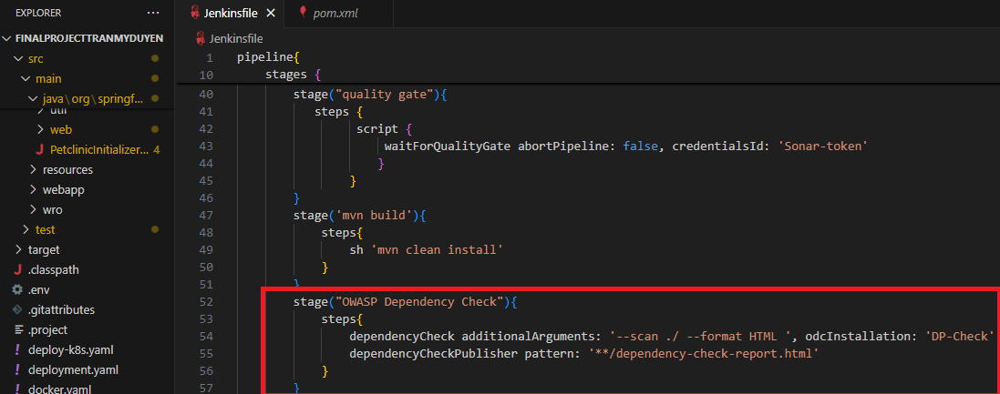 EXPLORER ...
FINALPROJECTTRANMYDUYEN
src
main
java\org\springf...
util
web
PetclinicInitializer... 4
resources
webapp
wro
test
target
.classpath
.env
.gitattributes
.project
deploy-k8s.yaml
deployment.yaml
docker.yaml
Jenkinsfile
pom.xml
Jenkinsfile
1 pipeline{
10 stages {
40 stage("quality gate"){
41 steps {
42 script {
43 waitForQualityGate abortPipeline: false, credentialsId: 'Sonar-token'
44 }
45 }
46 }
47 stage('mvn build'){
48 steps{
49 sh 'mvn clean install'
50 }
51 }
52 stage("OWASP Dependency Check"){
53 steps{
54 dependencyCheck additionalArguments: '--scan ./ --format HTML ', odcInstallation: 'DP-Check'
55 dependencyCheckPublisher pattern: '**/dependency-check-report.html'
56 }
57 }